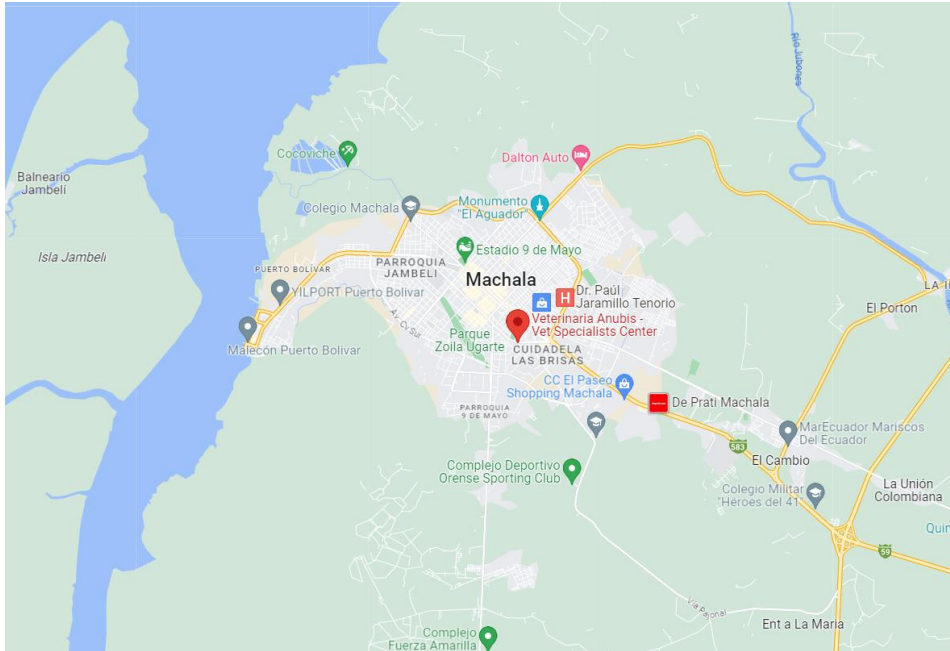 Río Jubones
Cocoviche
Dalton Auto
Balneario
Jambelí
Colegio Machala
Monumento
"El Aguador"
Isla Jambelí
Estadio 9 de Mayo
PARROQUIA
JAMBELI
PUERTO BOLÍVAR
Machala
YILPORT Puerto Bolivar
H
Dr. Paúl
Jaramillo Tenorio
El Porton
Av. Cv Sur
Veterinaria Anubis -
Vet Specialists Center
Parque
Zoila Ugarte
Malecón Puerto Bolivar
CUIDADELA
LAS BRISAS
CC El Paseo
Shopping Machala
De Prati Machala
PARROQUIA
9 DE MAYO
MarEcuador Mariscos
Del Ecuador
583
El Cambio
Complejo Deportivo
Orense Sporting Club
La Unión
Colombiana
Colegio Militar
"Héroes del 41"
Quin
59
Vía Pajonal
Ent a La Maria
Complejo
Fuerza Amarilla